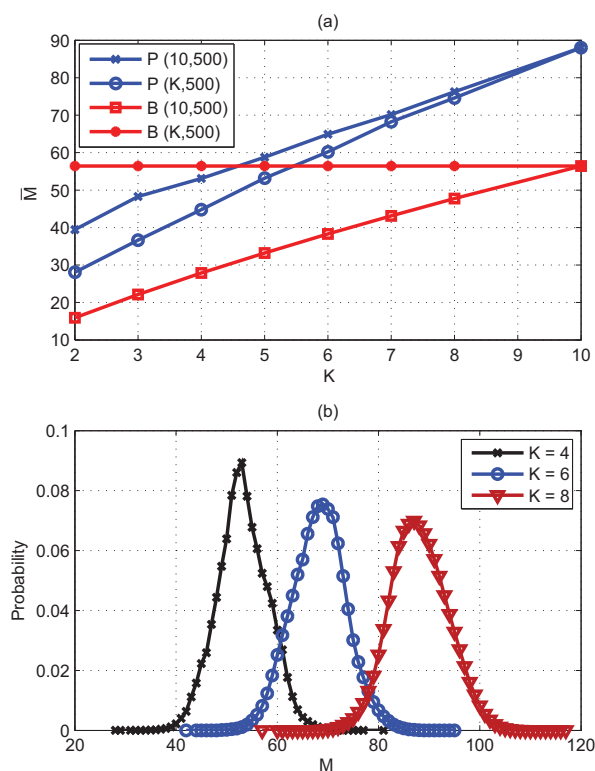 (a)
90
80
70
60
50
40
30
20
10
M̅
P (10,500)
P (K,500)
B (10,500)
B (K,500)
2 3 4 5 6 7 8 9 10
K
(b)
0.1
0.08
0.06
0.04
0.02
0
Probability
K = 4
K = 6
K = 8
20 40 60 80 100 120
M